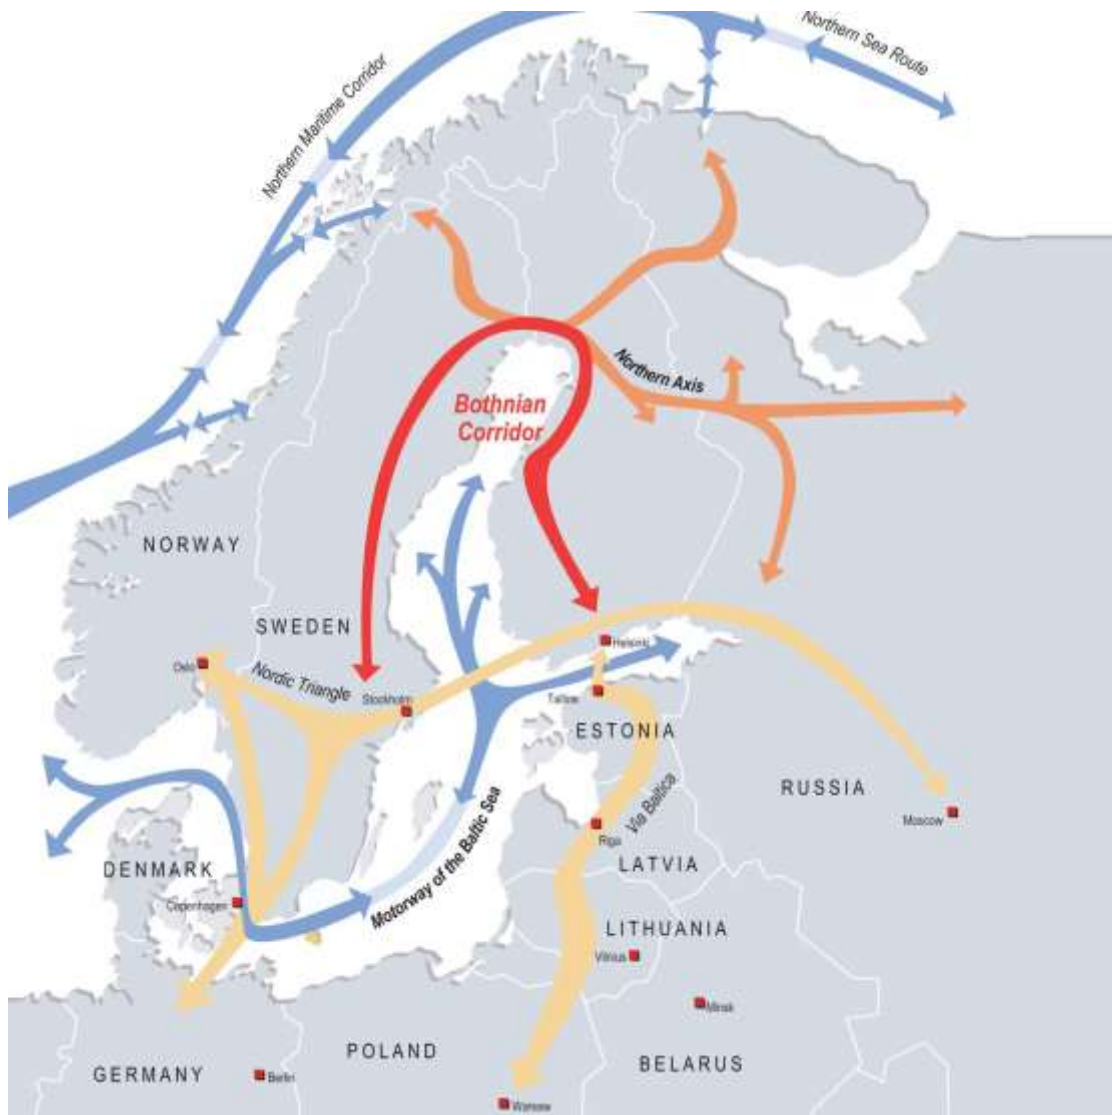 Northern Sea Route
Northern Maritime Corridor
Northern Axis
Bothnian
Corridor
NORWAY
SWEDEN
Helsinki
Oslo
Nordic Triangle
Stockholm
Tallinn
ESTONIA
RUSSIA
Via Baltica
Moscow
Riga
Motorway of the Baltic Sea
LATVIA
DENMARK
Copenhagen
LITHUANIA
Vilnius
Minsk
POLAND
BELARUS
GERMANY
Berlin
Warsaw